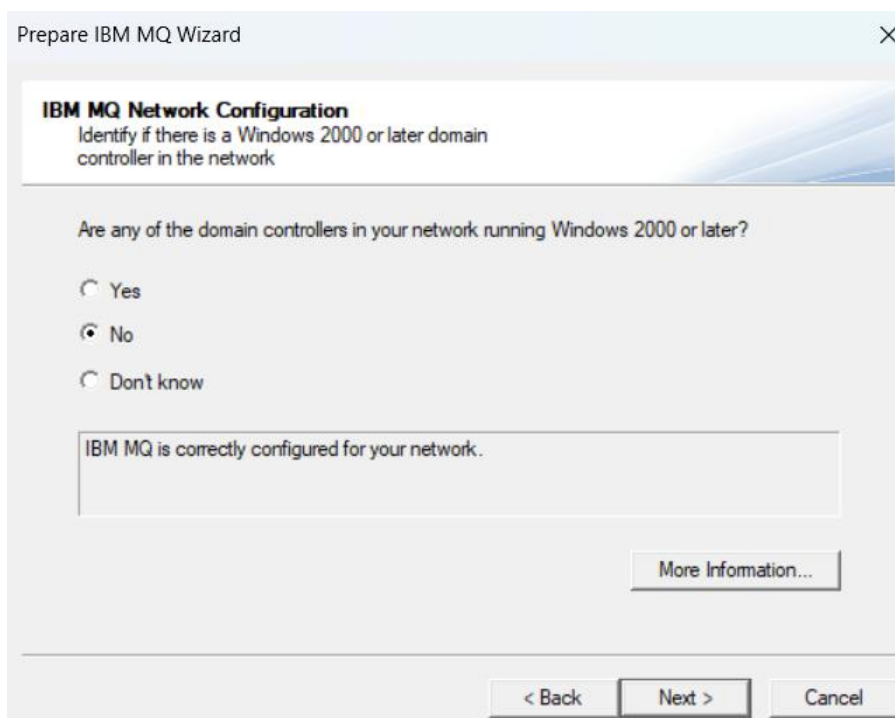 Prepare IBM MQ Wizard
IBM MQ Network Configuration
Identify if there is a Windows 2000 or later domain
controller in the network
Are any of the domain controllers in your network running Windows 2000 or later?
Yes
No
Don't know
IBM MQ is correctly configured for your network.
More Information...
< Back
Next >
Cancel